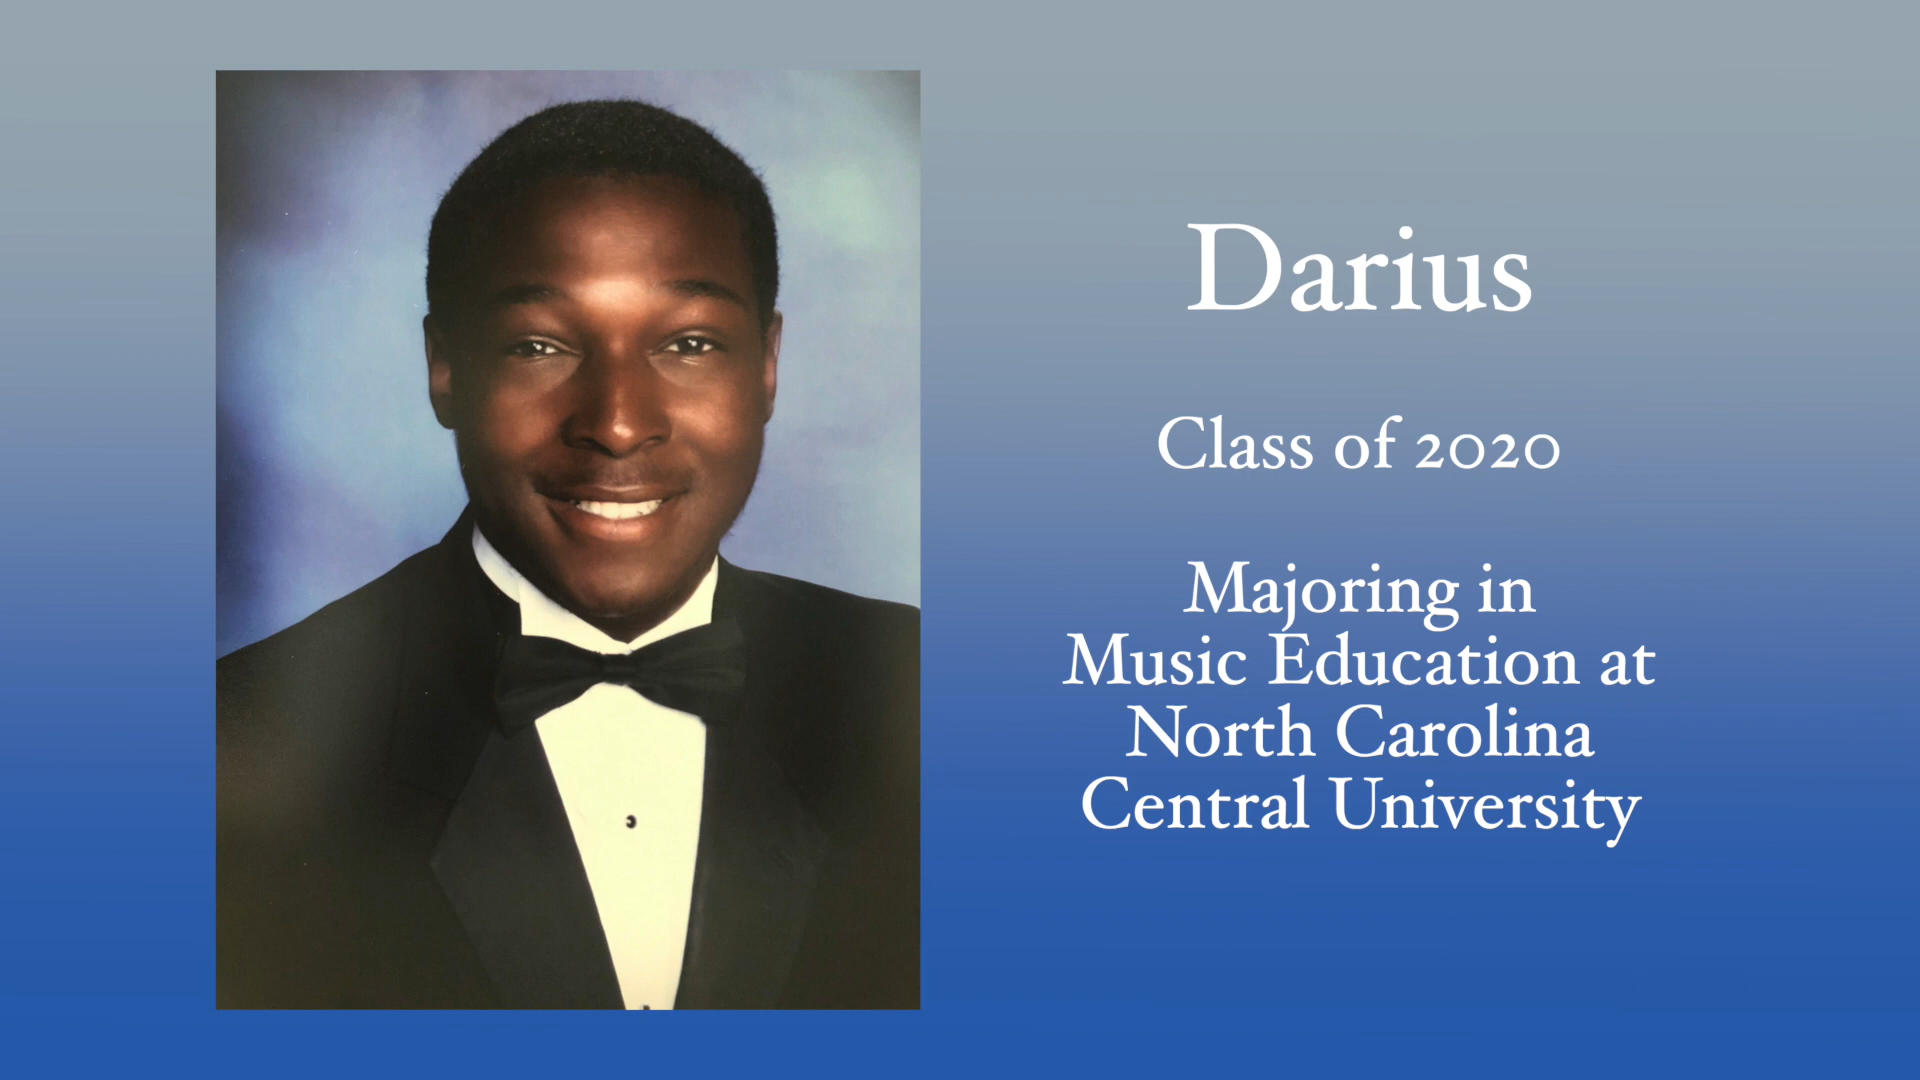 Darius
Class of 2020
Majoring in
Music Education at
North Carolina
Central University